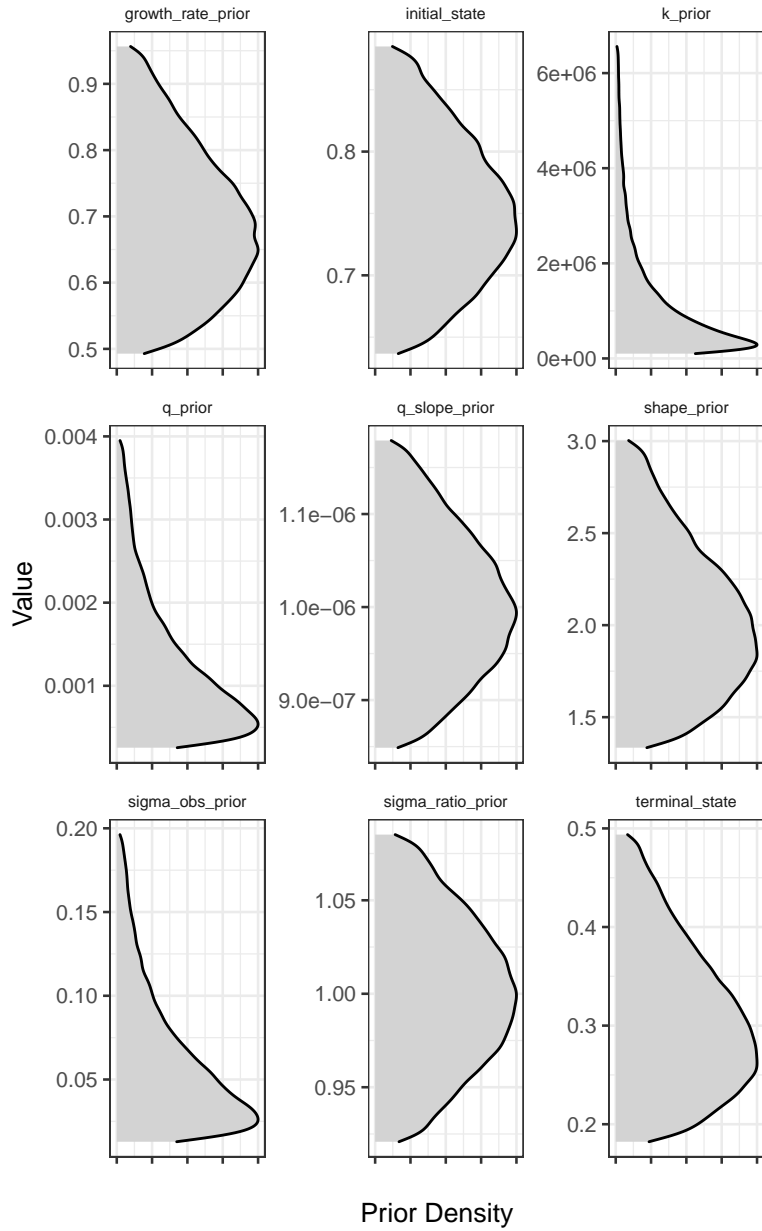 growth_rate_prior
initial_state
k_prior
0.9
0.8
0.7
0.6
0.5
0.8
0.7
6e+06
4e+06
2e+06
0e+00
q_prior
q_slope_prior
shape_prior
0.004
0.003
0.002
0.001
1.1e−06
1.0e−06
9.0e−07
3.0
2.5
2.0
1.5
Value
sigma_obs_prior
sigma_ratio_prior
terminal_state
0.20
0.15
0.10
0.05
1.05
1.00
0.95
0.5
0.4
0.3
0.2
Prior Density